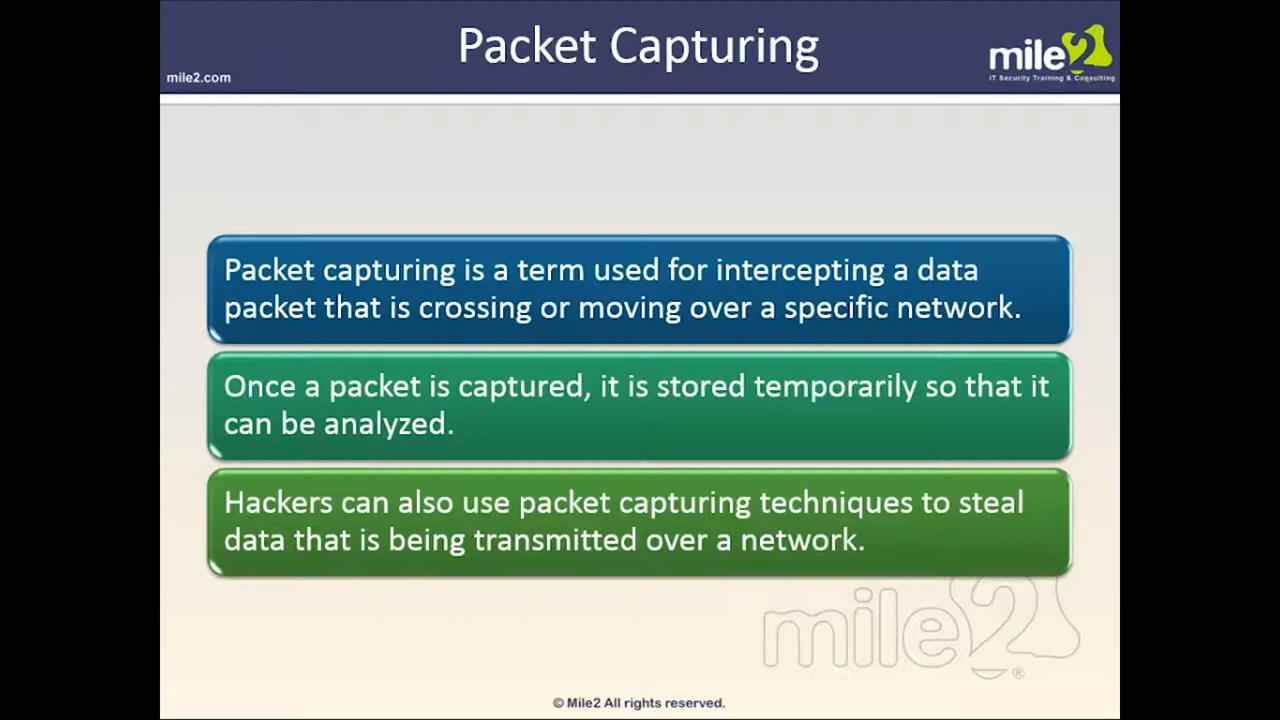 Packet Capturing
mile2.com
mile2
IT Security Training & Consulting
Packet capturing is a term used for intercepting a data
packet that is crossing or moving over a specific network.
Once a packet is captured, it is stored temporarily so that it
can be analyzed.
Hackers can also use packet capturing techniques to steal
data that is being transmitted over a network.
mile2®
© Mile2 All rights reserved.